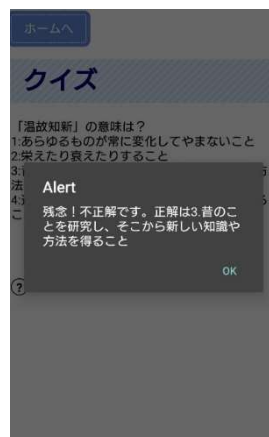 ホームへ
クイズ
「温故知新」の意味は？
1:あらゆるものが常に変化してやまないこと
2:栄えたり衰えたりすること
3:
法
4:
こ
Alert
残念！不正解です。正解は3.昔のこ
とを研究し、そこから新しい知識や
方法を得ること
OK
?